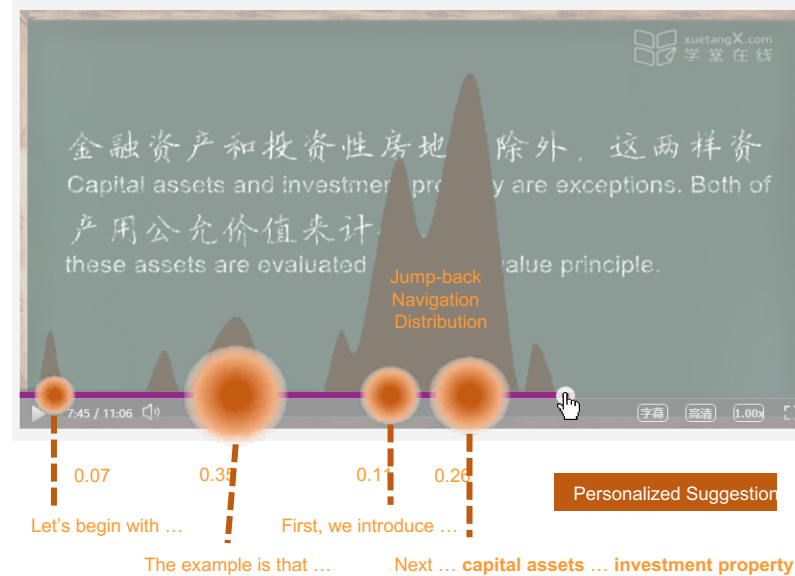 xuetangX.com
学堂在线
金融资产和投资性房地 除外，这两样资
Capital assets and investmen pro y are exceptions. Both of
产用公允价值来计
these assets are evaluated value principle.
Jump-back
Navigation
Distribution
7:45 / 11:06 字幕 高清 1.00x
0.07 0.35 0.11 0.26
Personalized Suggestion
Let's begin with … First, we introduce …
The example is that … Next … capital assets … investment property